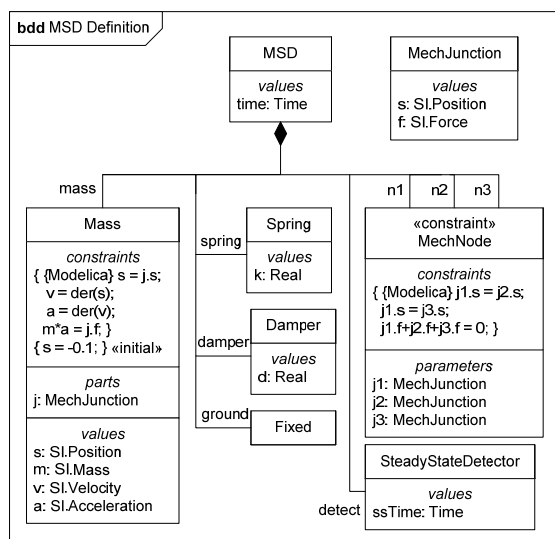 bdd MSD Definition
MSD
values
time: Time
MechJunction
values
s: SI.Position
f: SI.Force
mass
n1 n2 n3
Mass
constraints
{ {Modelica} s = j.s;
v = der(s);
a = der(v);
m*a = j.f; }
{ s = -0.1; } «initial»
parts
j: MechJunction
values
s: SI.Position
m: SI.Mass
v: SI.Velocity
a: SI.Acceleration
spring
Spring
values
k: Real
damper
Damper
values
d: Real
ground
Fixed
«constraint»
MechNode
constraints
{ {Modelica} j1.s = j2.s;
j1.s = j3.s;
j1.f+j2.f+j3.f = 0; }
parameters
j1: MechJunction
j2: MechJunction
j3: MechJunction
detect
SteadyStateDetector
values
ssTime: Time